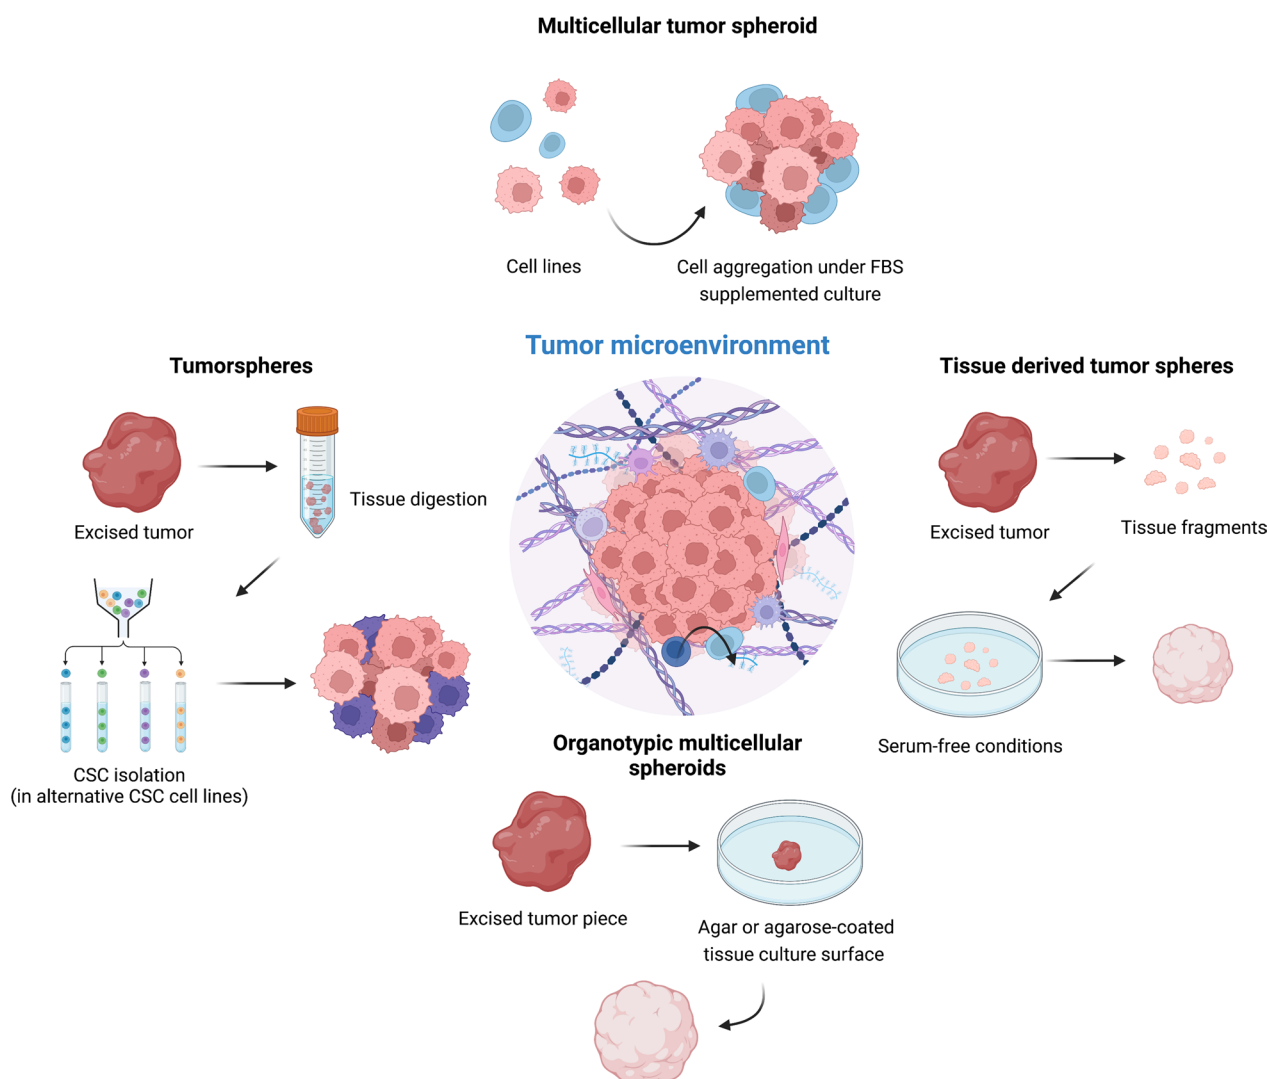 Multicellular tumor spheroid
Cell lines
Cell aggregation under FBS
supplemented culture
Tumor microenvironment
Tumorspheres
Excised tumor
Tissue digestion
CSC isolation
(in alternative CSC cell lines)
Tissue derived tumor spheres
Excised tumor
Tissue fragments
Serum-free conditions
Organotypic multicellular
spheroids
Excised tumor piece
Agar or agarose-coated
tissue culture surface